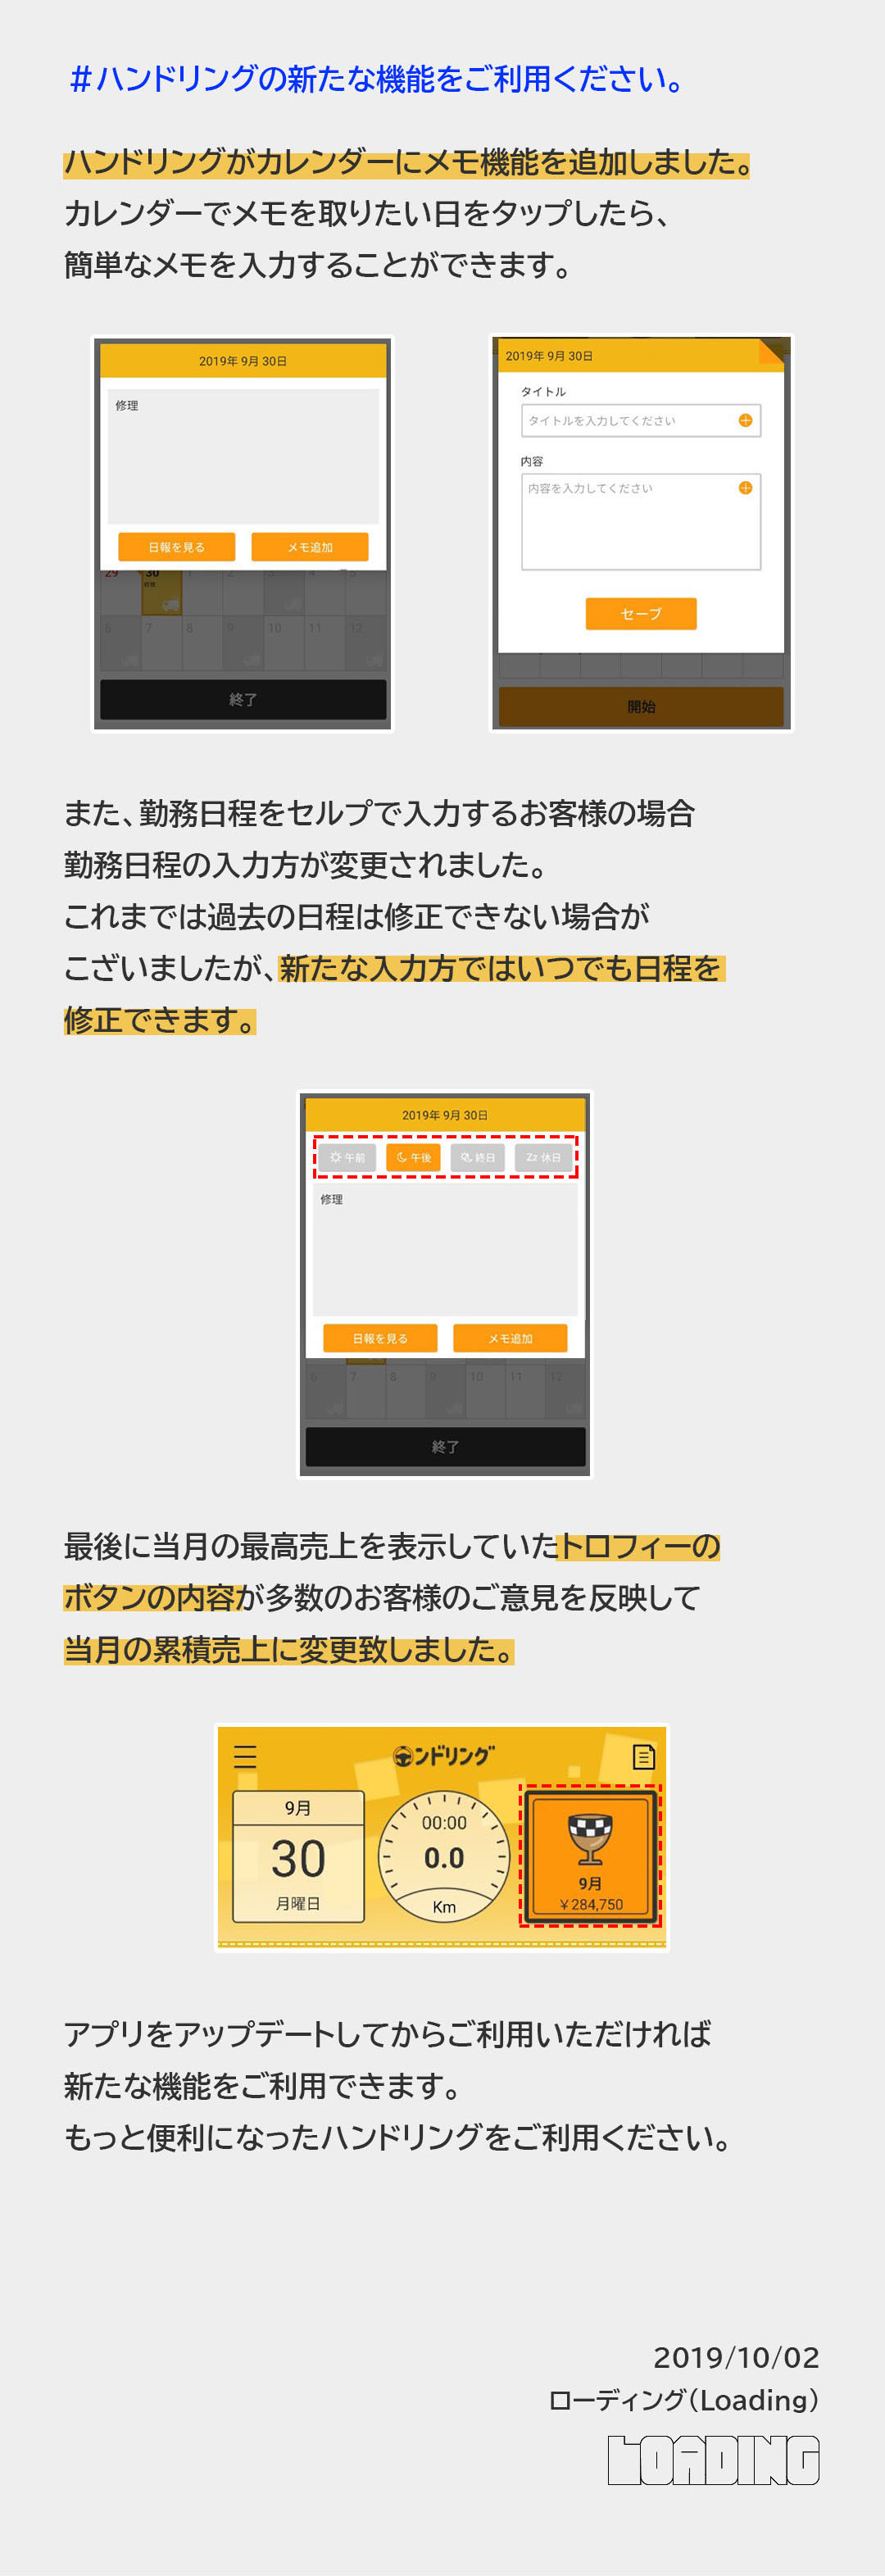 #ハンドリングの新たな機能をご利用ください。
ハンドリングがカレンダーにメモ機能を追加しました。
カレンダーでメモを取りたい日をタップしたら、
簡単なメモを入力することができます。
2019年 9月 30日
修理
日報を見る メモ追加
29 30 1 2 3 4 5
6 7 8 9 10 11 12
終了
2019年 9月 30日
タイトル
タイトルを入力してください
内容
内容を入力してください
セーブ
開始
また、勤務日程をセルプで入力するお客様の場合
勤務日程の入力方が変更されました。
これまでは過去の日程は修正できない場合が
こざいましたが、新たな入力方ではいつでも日程を
修正できます。
2019年 9月 30日
午前 午後 終日 Zz 休日
修理
日報を見る メモ追加
6 7 8 9 10 11 12
終了
最後に当月の最高売上を表示していたトロフィーの
ボタンの内容が多数のお客様のご意見を反映して
当月の累積売上に変更致しました。
ンドリング
9月
30
月曜日
00:00
0.0
Km
9月
¥284,750
アプリをアップデートしてからご利用いただければ
新たな機能をご利用できます。
もっと便利になったハンドリングをご利用ください。
2019/10/02
ローディング(Loading)
LOADING